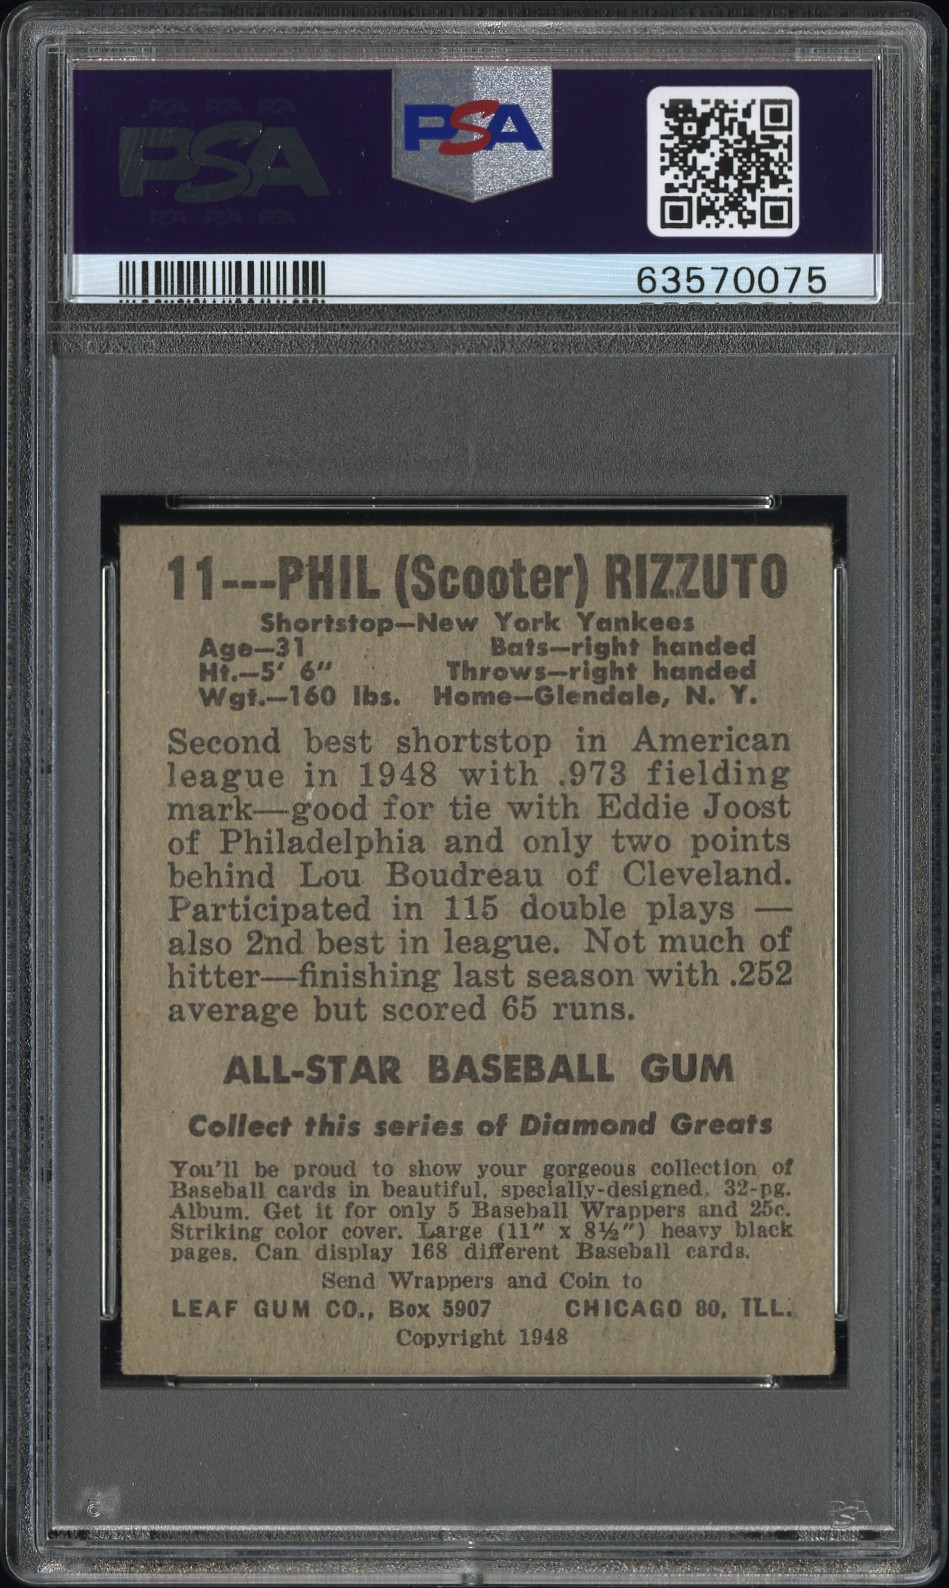 PSA
PSA
63570075
11---PHIL (Scooter) RIZZUTO
Shortstop—New York Yankees
Age—31 Bats—right handed
Ht.—5' 6" Throws—right handed
Wgt.—160 lbs. Home—Glendale, N. Y.
Second best shortstop in American
league in 1948 with .973 fielding
mark—good for tie with Eddie Joost
of Philadelphia and only two points
behind Lou Boudreau of Cleveland.
Participated in 115 double plays —
also 2nd best in league. Not much of
hitter—finishing last season with .252
average but scored 65 runs.
ALL-STAR BASEBALL GUM
Collect this series of Diamond Greats
You'll be proud to show your gorgeous collection of
Baseball cards in beautiful, specially-designed, 32-pg.
Album. Get it for only 5 Baseball Wrappers and 25c.
Striking color cover. Large (11" x 8½") heavy black
pages. Can display 168 different Baseball cards.
Send Wrappers and Coin to
LEAF GUM CO., Box 5907 CHICAGO 80, ILL.
Copyright 1948
PSA